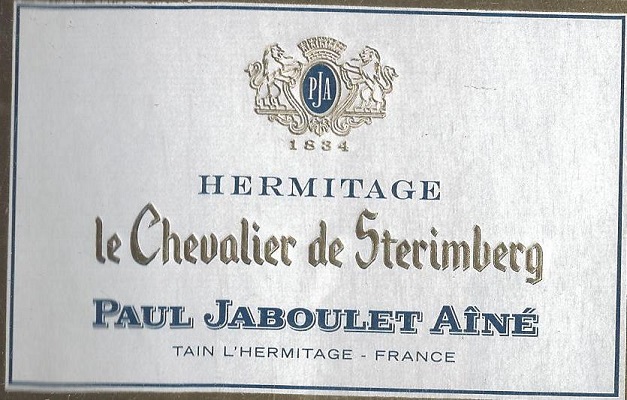 PJA
1834
HERMITAGE
le Chevalier de Sterimberg
PAUL JABOULET AÎNÉ
TAIN L'HERMITAGE - FRANCE